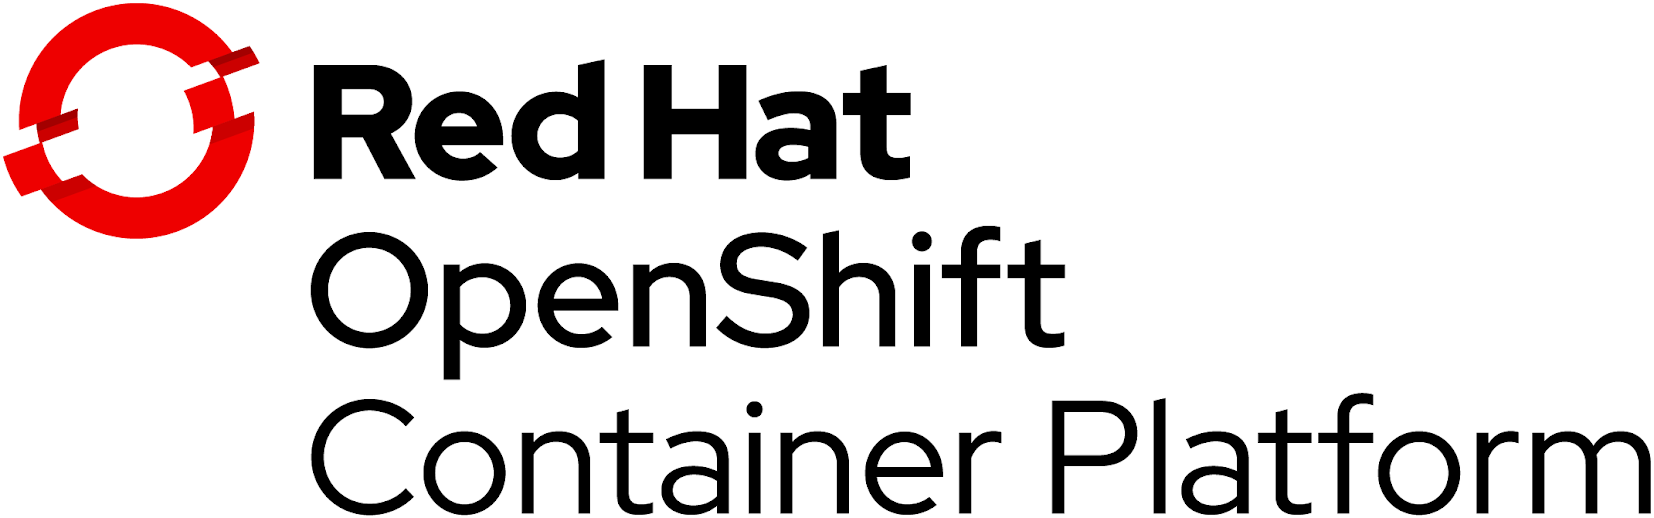 Red Hat
OpenShift
Container Platform